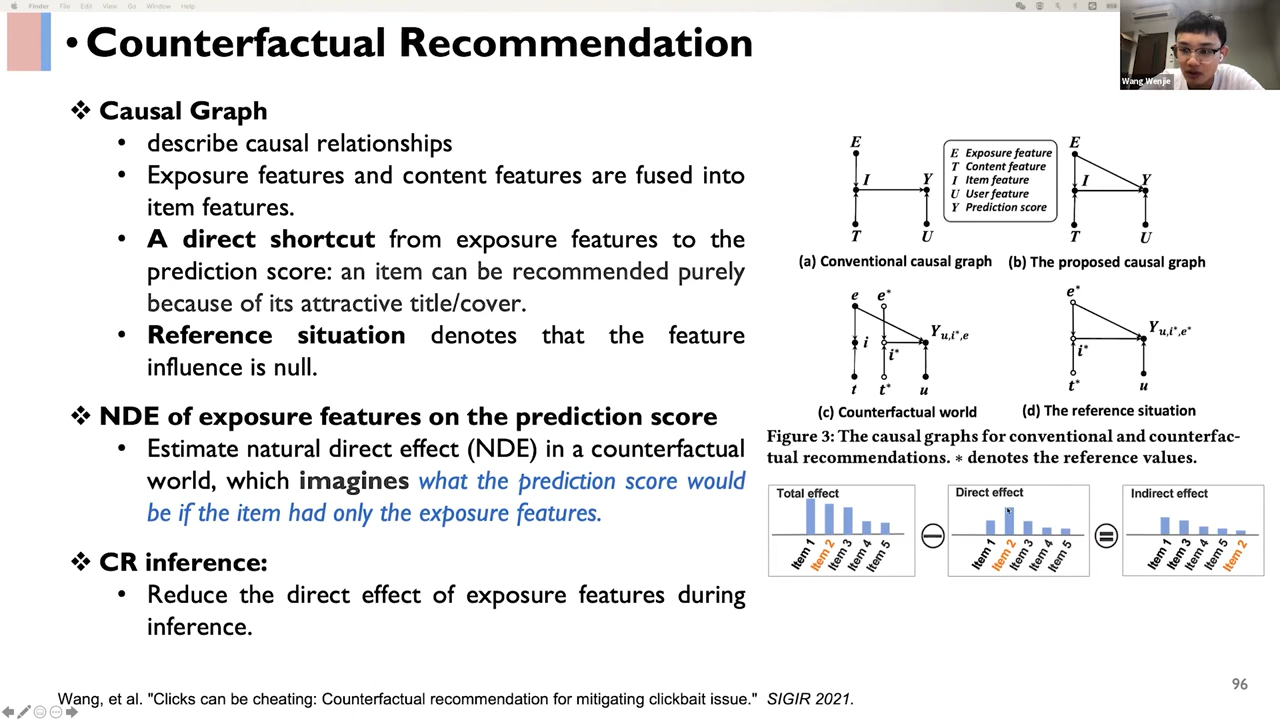 Finder File Edit View Go Window Help
• Counterfactual Recommendation
Wang Wenjie
❖ Causal Graph
• describe causal relationships
• Exposure features and content features are fused into
item features.
• A direct shortcut from exposure features to the
prediction score: an item can be recommended purely
because of its attractive title/cover.
• Reference situation denotes that the feature
influence is null.
❖ NDE of exposure features on the prediction score
• Estimate natural direct effect (NDE) in a counterfactual
world, which imagines what the prediction score would
be if the item had only the exposure features.
❖ CR inference:
• Reduce the direct effect of exposure features during
inference.
E
I Y
T U
E Exposure feature
T Content feature
I Item feature
U User feature
Y Prediction score
E
I Y
T U
(a) Conventional causal graph
(b) The proposed causal graph
e e*
i i* Y u,i*,e
t t* u
e*
i* Y u,i*,e*
t* u
(c) Counterfactual world
(d) The reference situation
Figure 3: The causal graphs for conventional and counterfac-
tual recommendations. * denotes the reference values.
Total effect
Item 1 Item 2 Item 3 Item 4 Item 5
Direct effect
Item 1 Item 2 Item 3 Item 4 Item 5
Indirect effect
Item 1 Item 3 Item 4 Item 5 Item 2
Wang, et al. "Clicks can be cheating: Counterfactual recommendation for mitigating clickbait issue." SIGIR 2021.
96